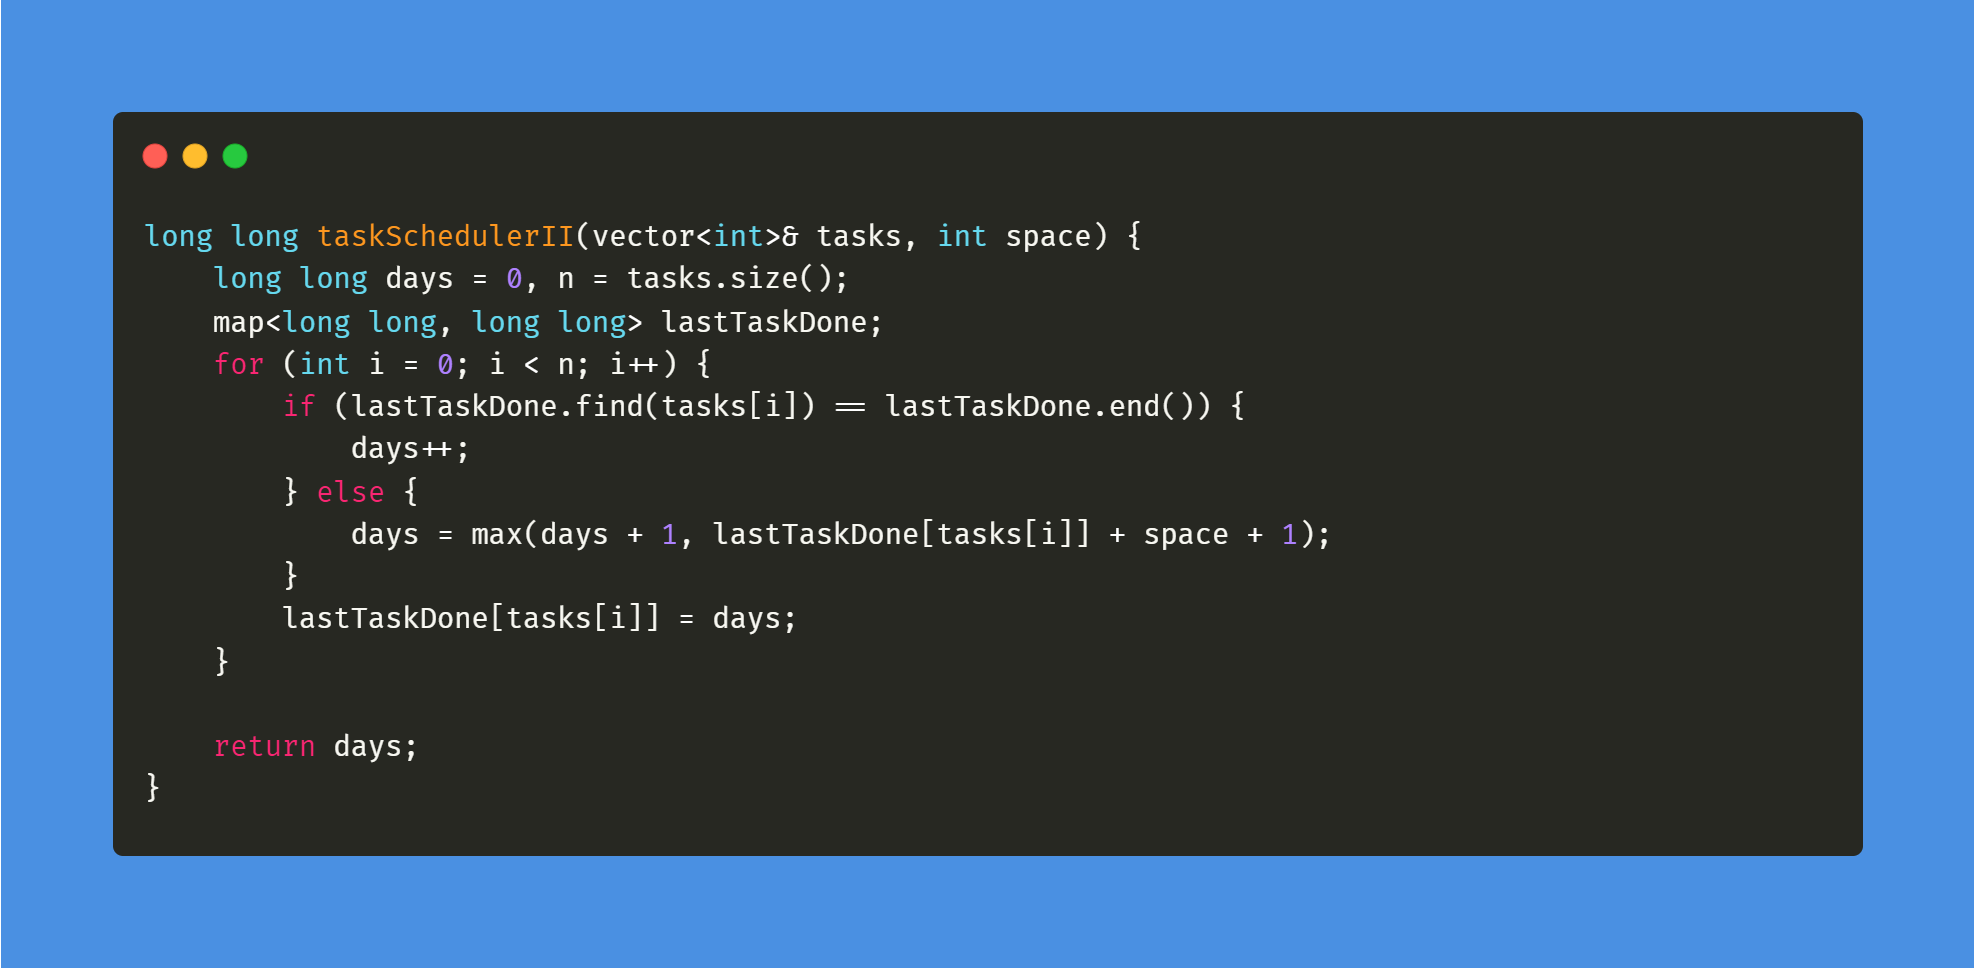 long long taskSchedulerII(vector<int>& tasks, int space) {
    long long days = 0, n = tasks.size();
    map<long long, long long> lastTaskDone;
    for (int i = 0; i < n; i++) {
        if (lastTaskDone.find(tasks[i]) == lastTaskDone.end()) {
            days++;
        } else {
            days = max(days + 1, lastTaskDone[tasks[i]] + space + 1);
        }
        lastTaskDone[tasks[i]] = days;
    }

    return days;
}